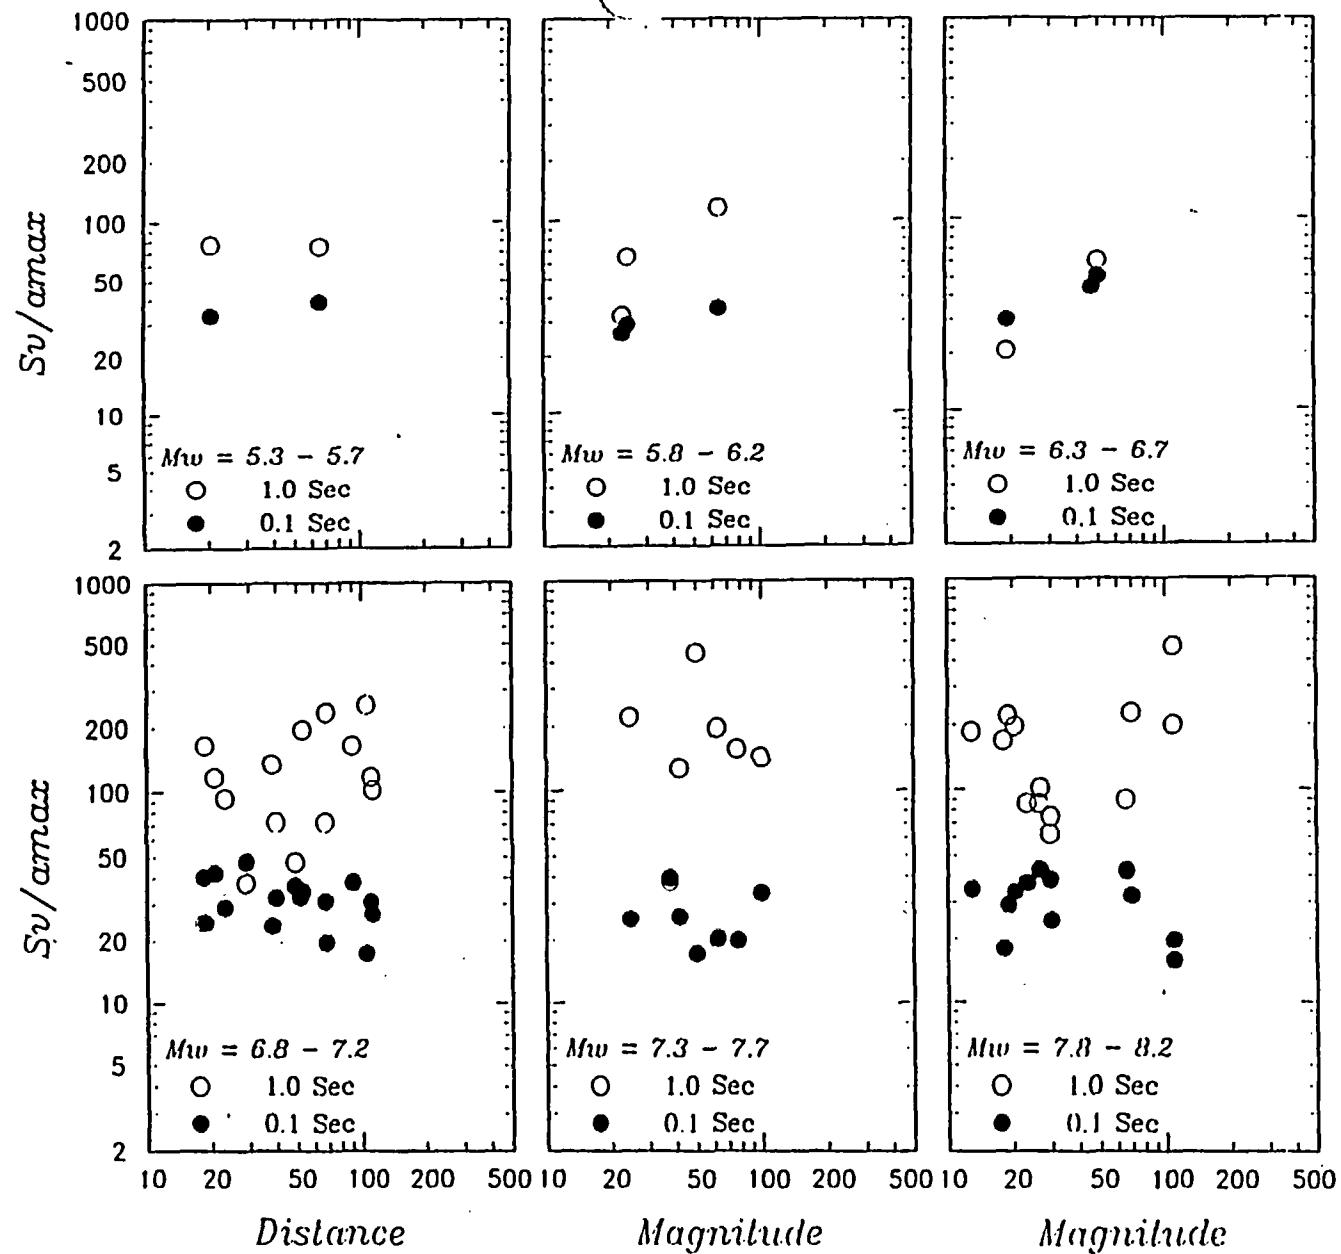 1000
500
200
100
50
20
10
5
2
Sv/amax
Mw = 5.3 - 5.7
1.0 Sec
0.1 Sec
Mw = 5.8 - 6.2
1.0 Sec
0.1 Sec
Mw = 6.3 - 6.7
1.0 Sec
0.1 Sec
1000
500
200
100
50
20
10
5
2
Sv/amax
Mw = 6.8 - 7.2
1.0 Sec
0.1 Sec
Mw = 7.3 - 7.7
1.0 Sec
0.1 Sec
Mw = 7.8 - 8.2
1.0 Sec
0.1 Sec
10 20 50 100 200 500
10 20 50 100 200 500
10 20 50 100 200 500
Distance
Magnitude
Magnitude